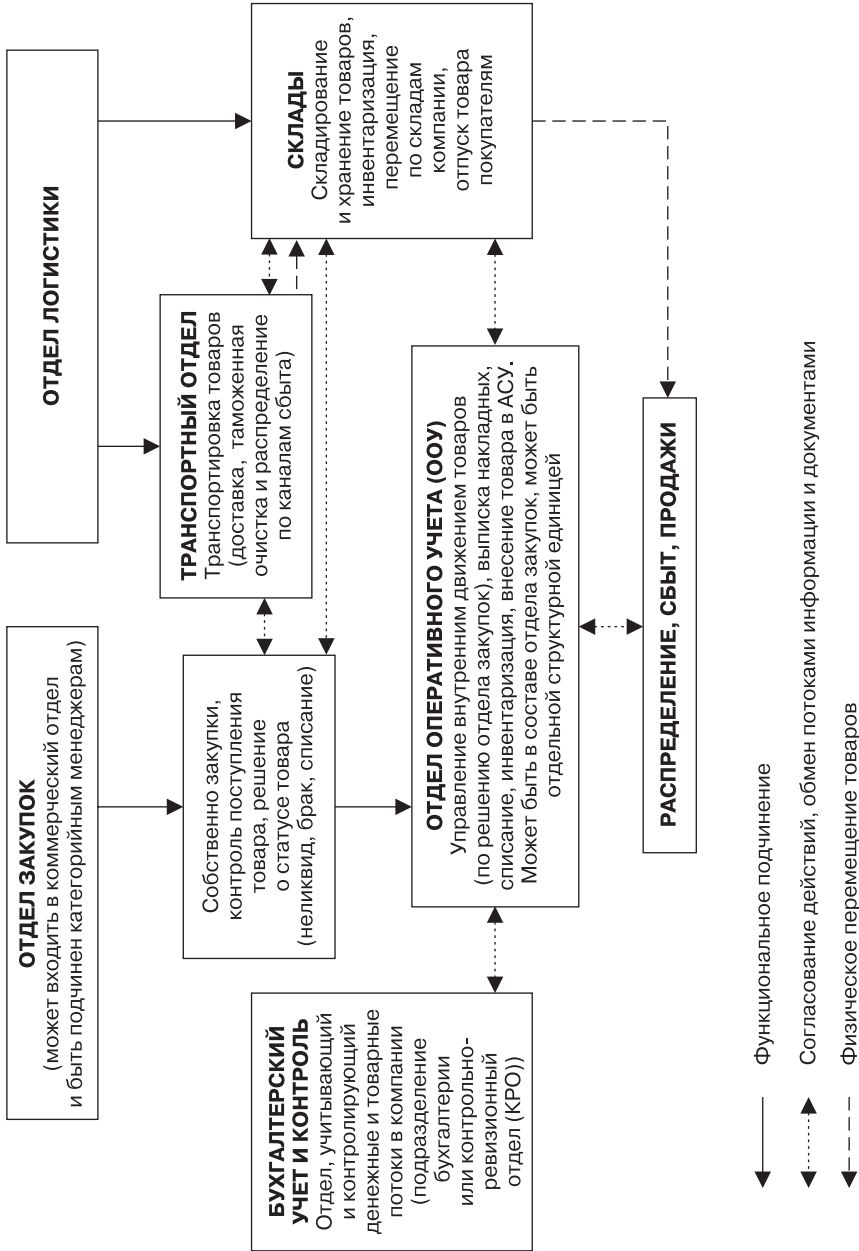 ОТДЕЛ ЗАКУПОК
(может входить в коммерческий отдел
и быть подчинен категорийным менеджерам)
ОТДЕЛ ЛОГИСТИКИ
Собственно закупки,
контроль поступления
товара, решение
о статусе товара
(неликвид, брак, списание)
ТРАНСПОРТНЫЙ ОТДЕЛ
Транспортировка товаров
(доставка, таможенная
очистка и распределение
по каналам сбыта)
СКЛАДЫ
Складирование
и хранение товаров,
инвентаризация,
перемещение
по складам
компании,
отпуск товара
покупателям
БУХГАЛТЕРСКИЙ
УЧЕТ И КОНТРОЛЬ
Отдел, учитывающий
и контролирующий
денежные и товарные
потоки в компании
(подразделение
бухгалтерии
или контрольно-
ревизионный
отдел (КРО))
ОТДЕЛ ОПЕРАТИВНОГО УЧЕТА (ООУ)
Управление внутренним движением товаров
(по решению отдела закупок), выписка накладных,
списание, инвентаризация, внесение товара в АСУ.
Может быть в составе отдела закупок, может быть
отдельной структурной единицей
РАСПРЕДЕЛЕНИЕ, СБЫТ, ПРОДАЖИ
Функциональное подчинение
Согласование действий, обмен потоками информации и документами
Физическое перемещение товаров